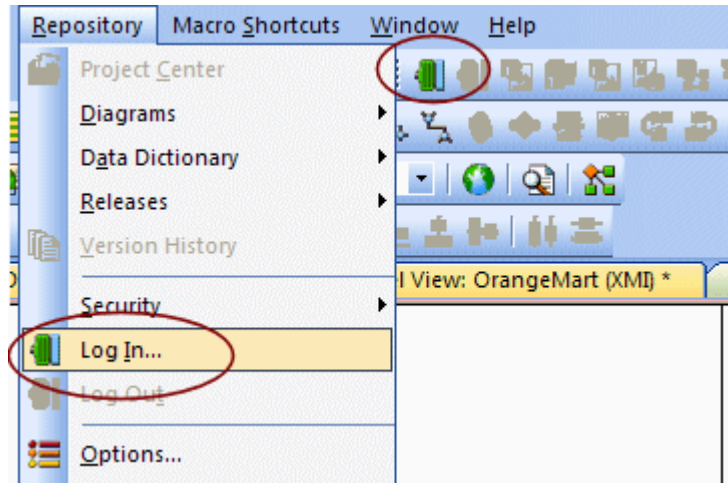 Repository Macro Shortcuts Window Help
Project Center
Diagrams
Data Dictionary
Releases
Version History
l View: OrangeMart (XMI) *
Security
Log In...
Log Out
Options...